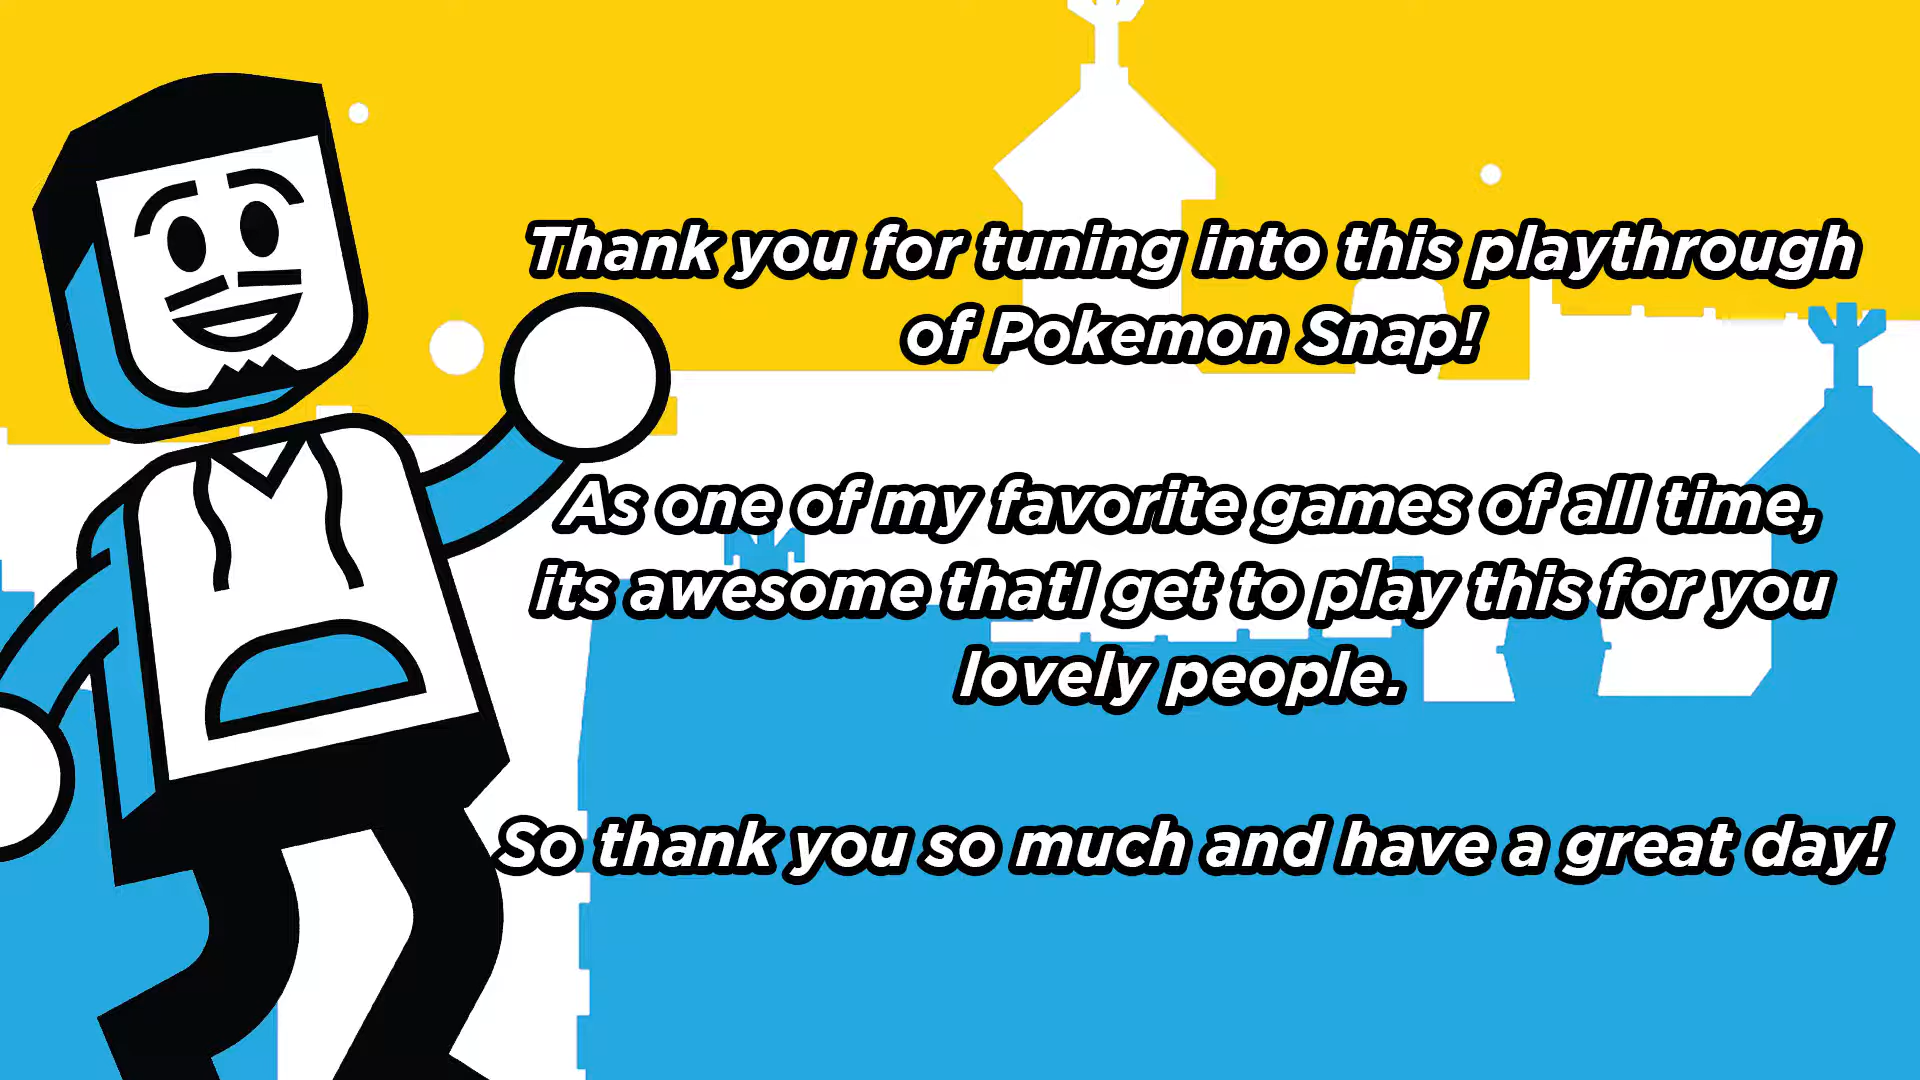 Thank you for tuning into this playthrough
of Pokemon Snap!
As one of my favorite games of all time,
its awesome thatI get to play this for you
lovely people.
So thank you so much and have a great day!